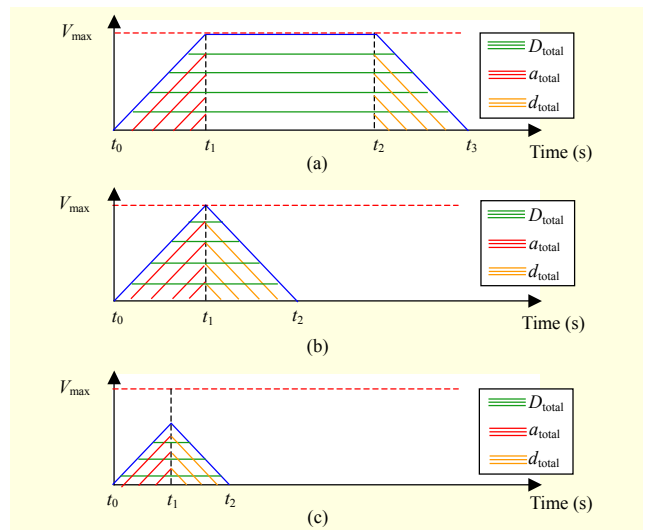 Vmax
Dtotal
atotal
dtotal
t0 t1 t2 t3
Time (s)
(a)
Vmax
Dtotal
atotal
dtotal
t0 t1 t2
Time (s)
(b)
Vmax
Dtotal
atotal
dtotal
t0 t1 t2
Time (s)
(c)